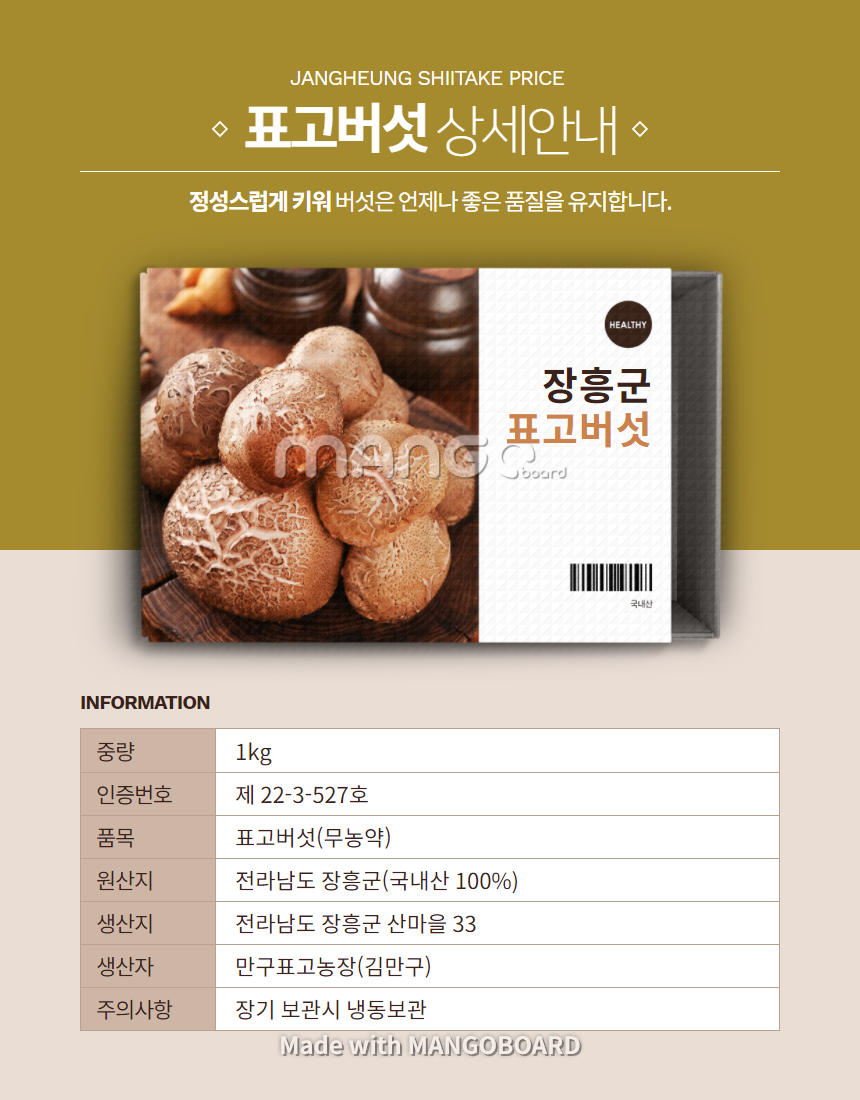 JANGHEUNG SHIITAKE PRICE
표고버섯 상세안내
정성스럽게 키워 버섯은 언제나 좋은 품질을 유지합니다.
HEALTHY
장흥군
표고버섯
mango
board
국내산
INFORMATION
중량 1kg
인증번호 제 22-3-527호
품목 표고버섯(무농약)
원산지 전라남도 장흥군(국내산 100%)
생산지 전라남도 장흥군 산마을 33
생산자 만구표고농장(김만구)
주의사항 장기 보관시 냉동보관
Made with MANGOBOARD